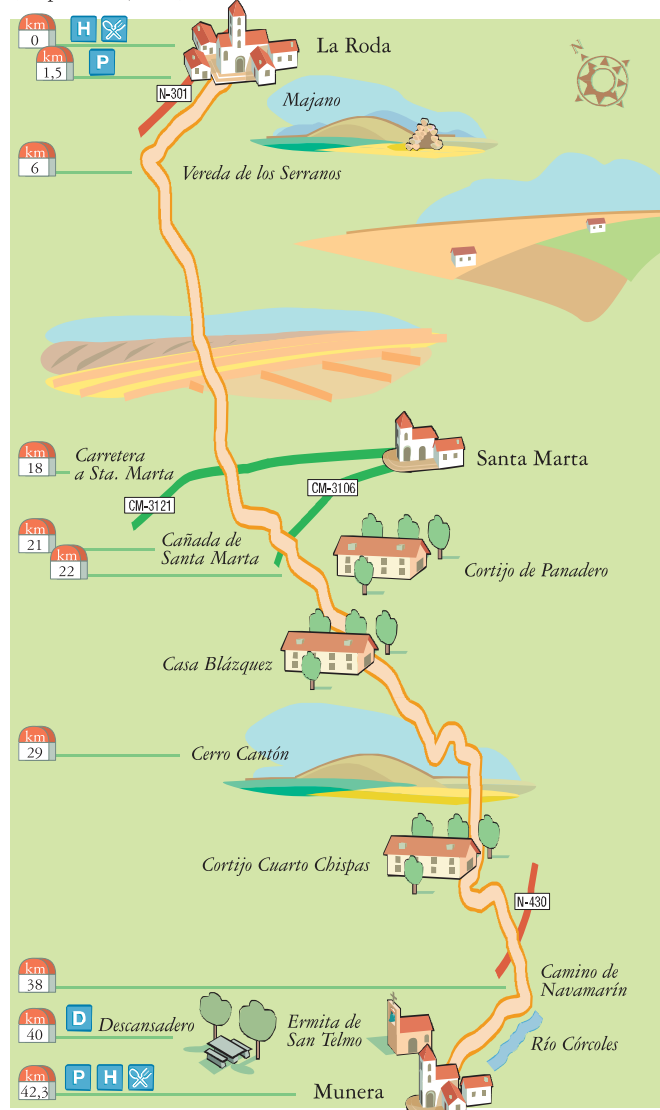 km
0
H
La Roda
km
1,5
P
N-301
Majano
km
6
Vereda de los Serranos
N
km
18
Carretera
a Sta. Marta
Santa Marta
CM-3106
CM-3121
km
21
Cañada de
Santa Marta
km
22
Cortijo de Panadero
Casa Blázquez
km
29
Cerro Cantón
Cortijo Cuarto Chispas
N-430
km
38
Camino de
Navamarín
km
40
D
Descansadero
Ermita de
San Telmo
Río Córcoles
km
42,3
P
H
Munera